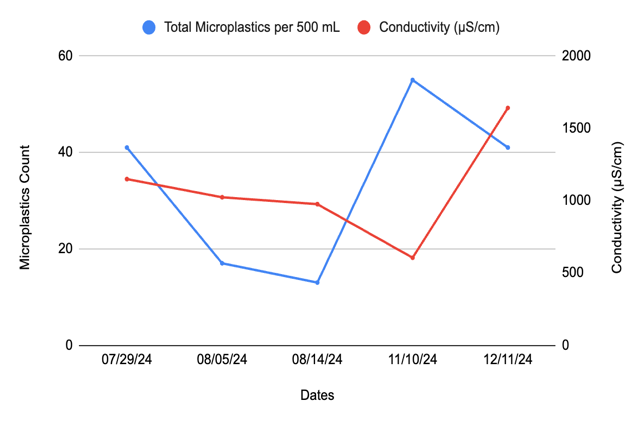 Total Microplastics per 500 mL Conductivity (µS/cm)
60 2000
1500
40
1000
20
500
0 0
Microplastics Count
Conductivity (µS/cm)
07/29/24 08/05/24 08/14/24 11/10/24 12/11/24
Dates